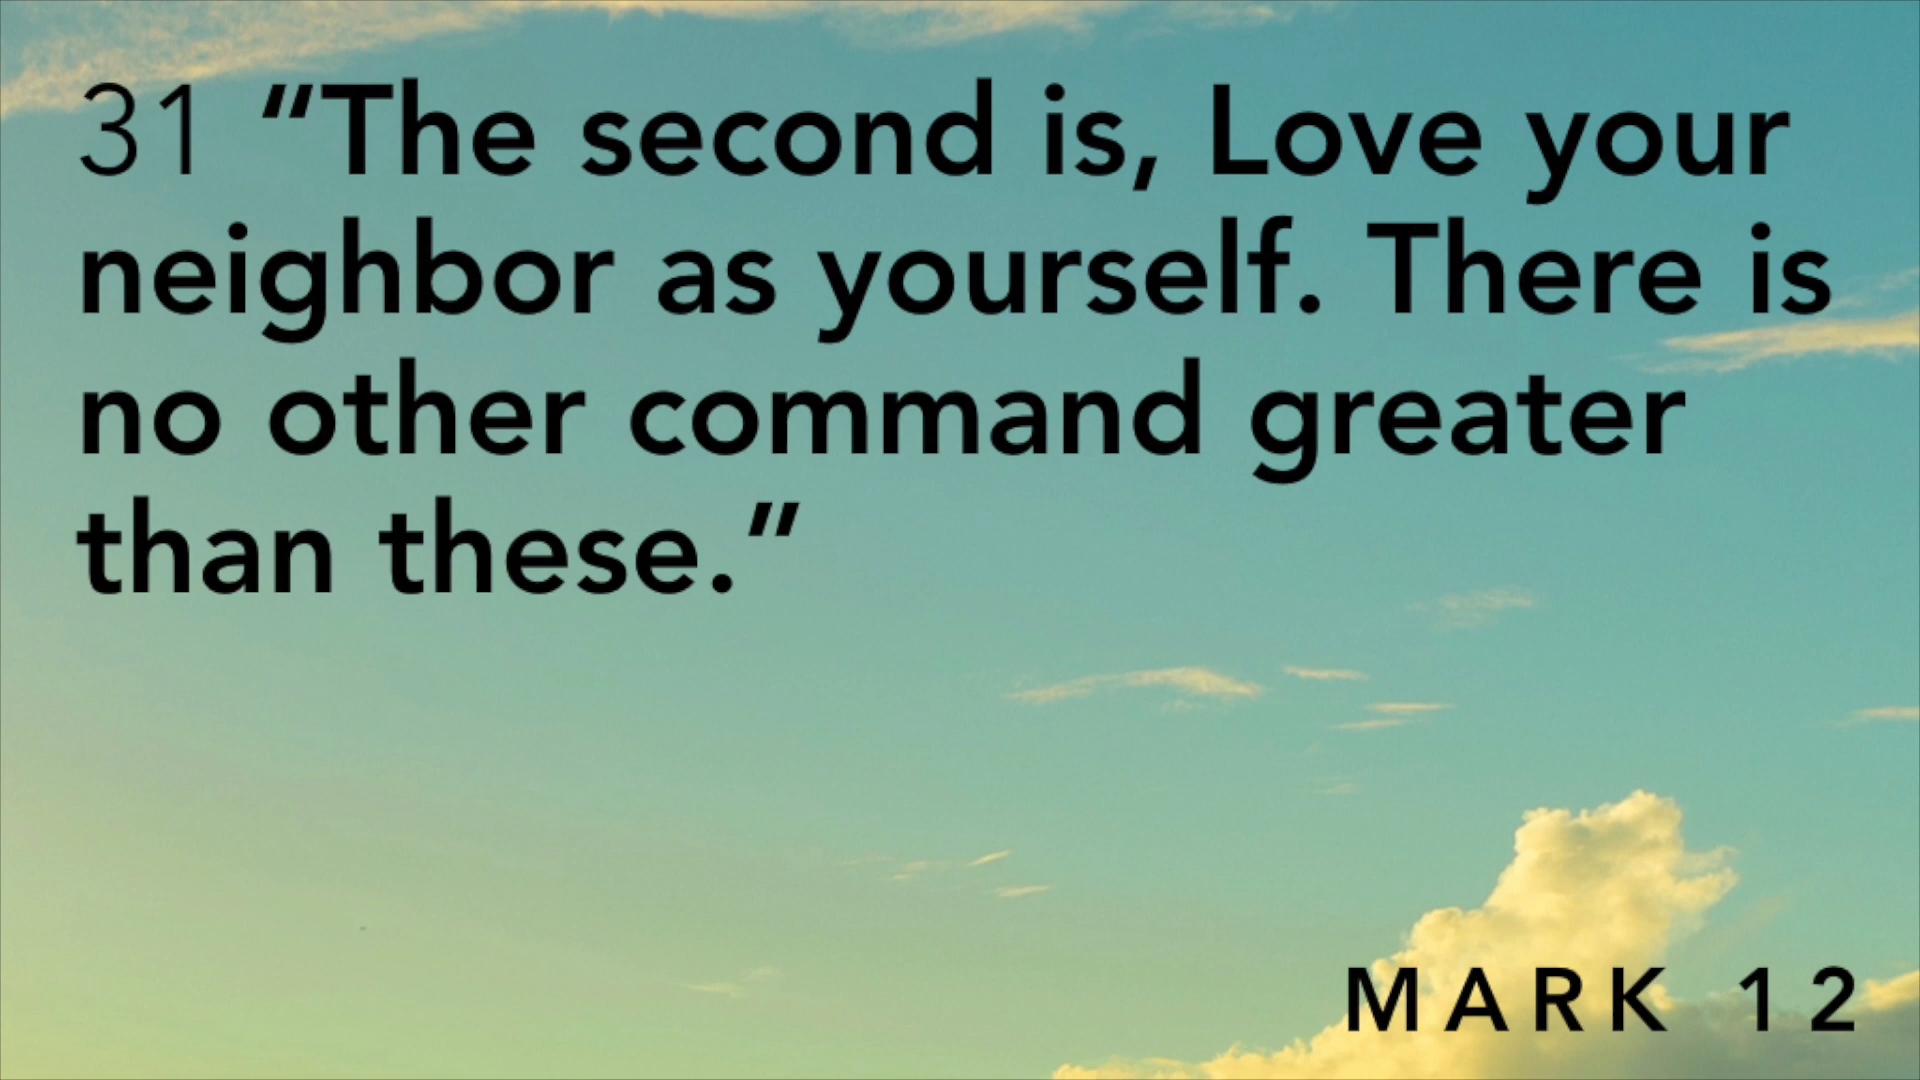 31 “The second is, Love your
neighbor as yourself. There is
no other command greater
than these.”
MARK 12